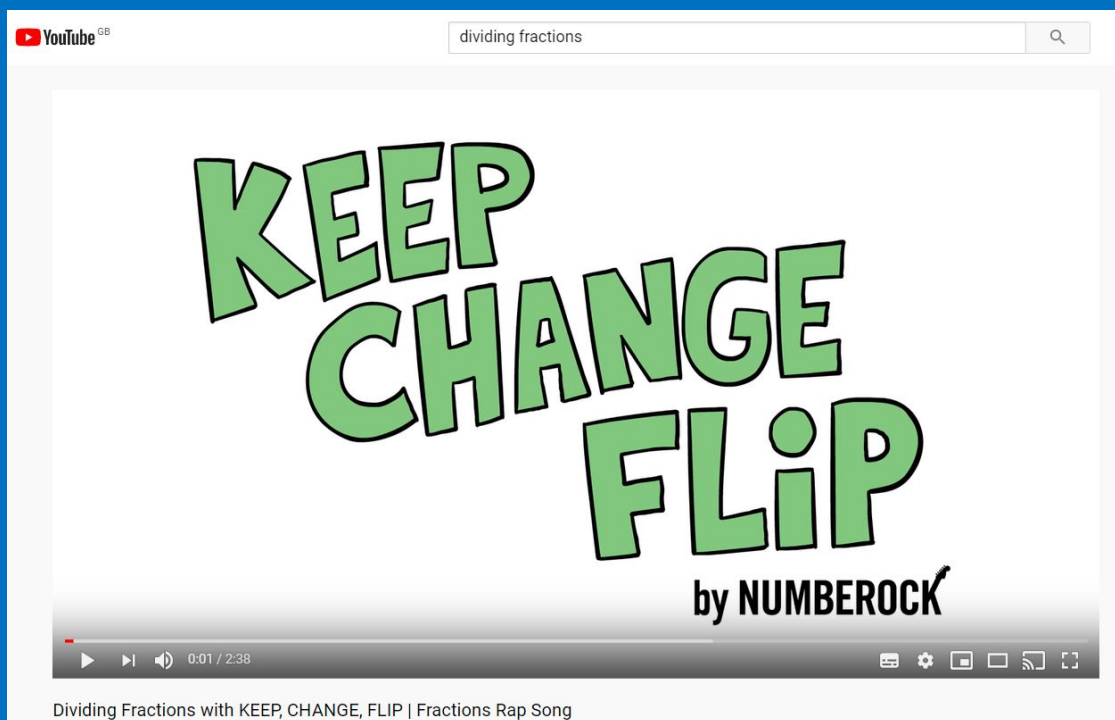 YouTube GB
dividing fractions
KEEP
CHANGE
FLiP
by NUMBEROCK
0:01 / 2:38
Dividing Fractions with KEEP, CHANGE, FLIP | Fractions Rap Song